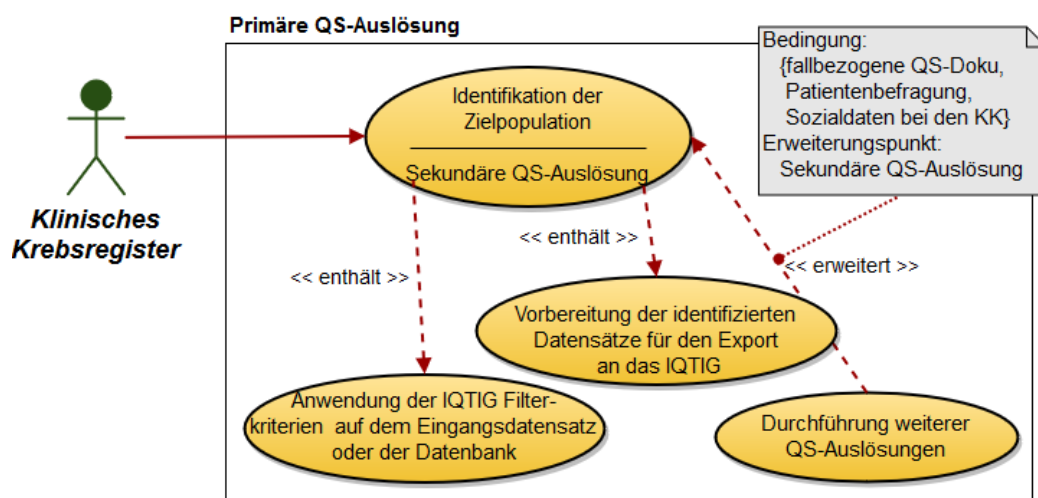 Primäre QS-Auslösung
Bedingung:
{fallbezogene QS-Doku,
Patientenbefragung,
Sozialdaten bei den KK}
Erweiterungspunkt:
Sekundäre QS-Auslösung
Identifikation der
Zielpopulation
Sekundäre QS-Auslösung
Klinisches
Krebsregister
<< enthält >>
<< enthält >>
<< erweitert >>
Vorbereitung der identifizierten
Datensätze für den Export
an das IQTIG
Anwendung der IQTIG Filter-
kriterien auf dem Eingangsdatensatz
oder der Datenbank
Durchführung weiterer
QS-Auslösungen